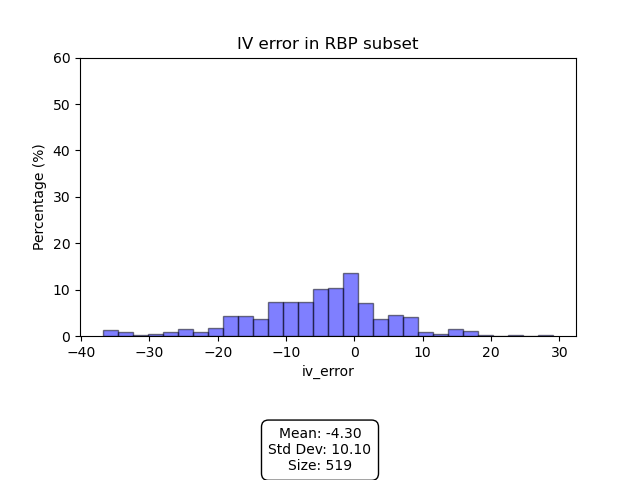 IV error in RBP subset
60
50
40
30
20
10
0
Percentage (%)
−40 −30 −20 −10 0 10 20 30
iv_error
Mean: -4.30
Std Dev: 10.10
Size: 519